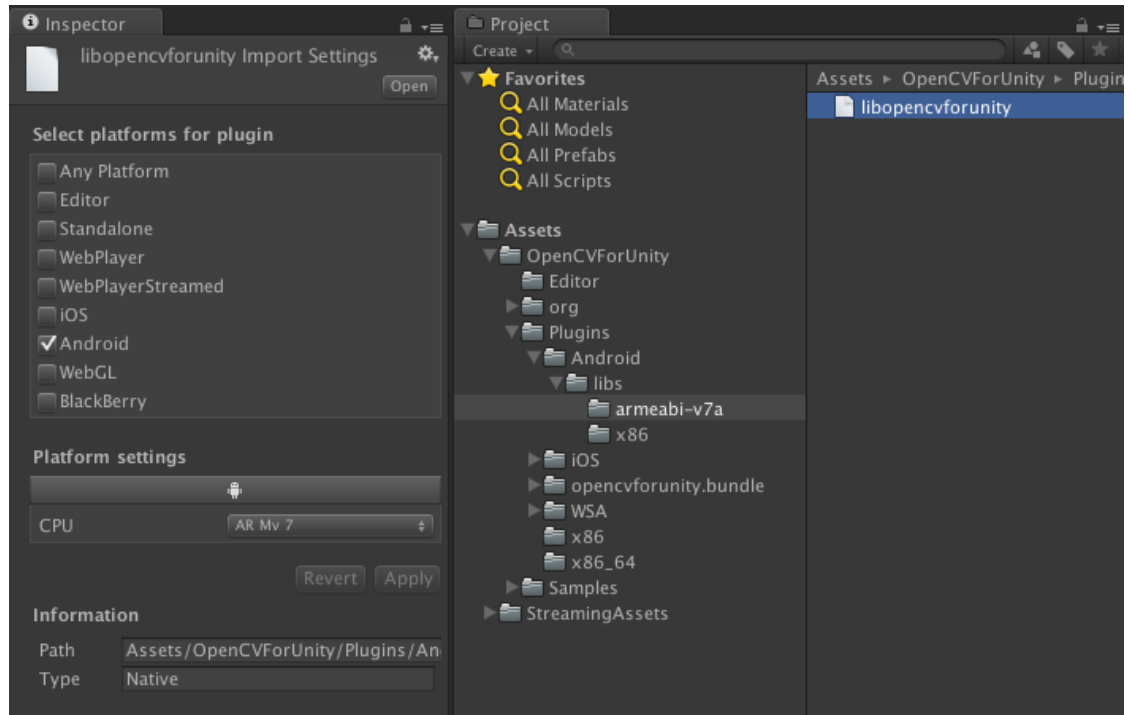 Inspector
libopencvforunity Import Settings
Open
Select platforms for plugin
Any Platform
Editor
Standalone
WebPlayer
WebPlayerStreamed
iOS
Android
WebGL
BlackBerry
Platform settings
CPU
AR Mv 7
Revert Apply
Information
Path Assets/OpenCVForUnity/Plugins/An
Type Native
Project
Create
Favorites
All Materials
All Models
All Prefabs
All Scripts
Assets
OpenCVForUnity
Editor
org
Plugins
Android
libs
armeabi-v7a
x86
iOS
opencvforunity.bundle
WSA
x86
x86_64
Samples
StreamingAssets
Assets ▸ OpenCVForUnity ▸ Plugin
libopencvforunity